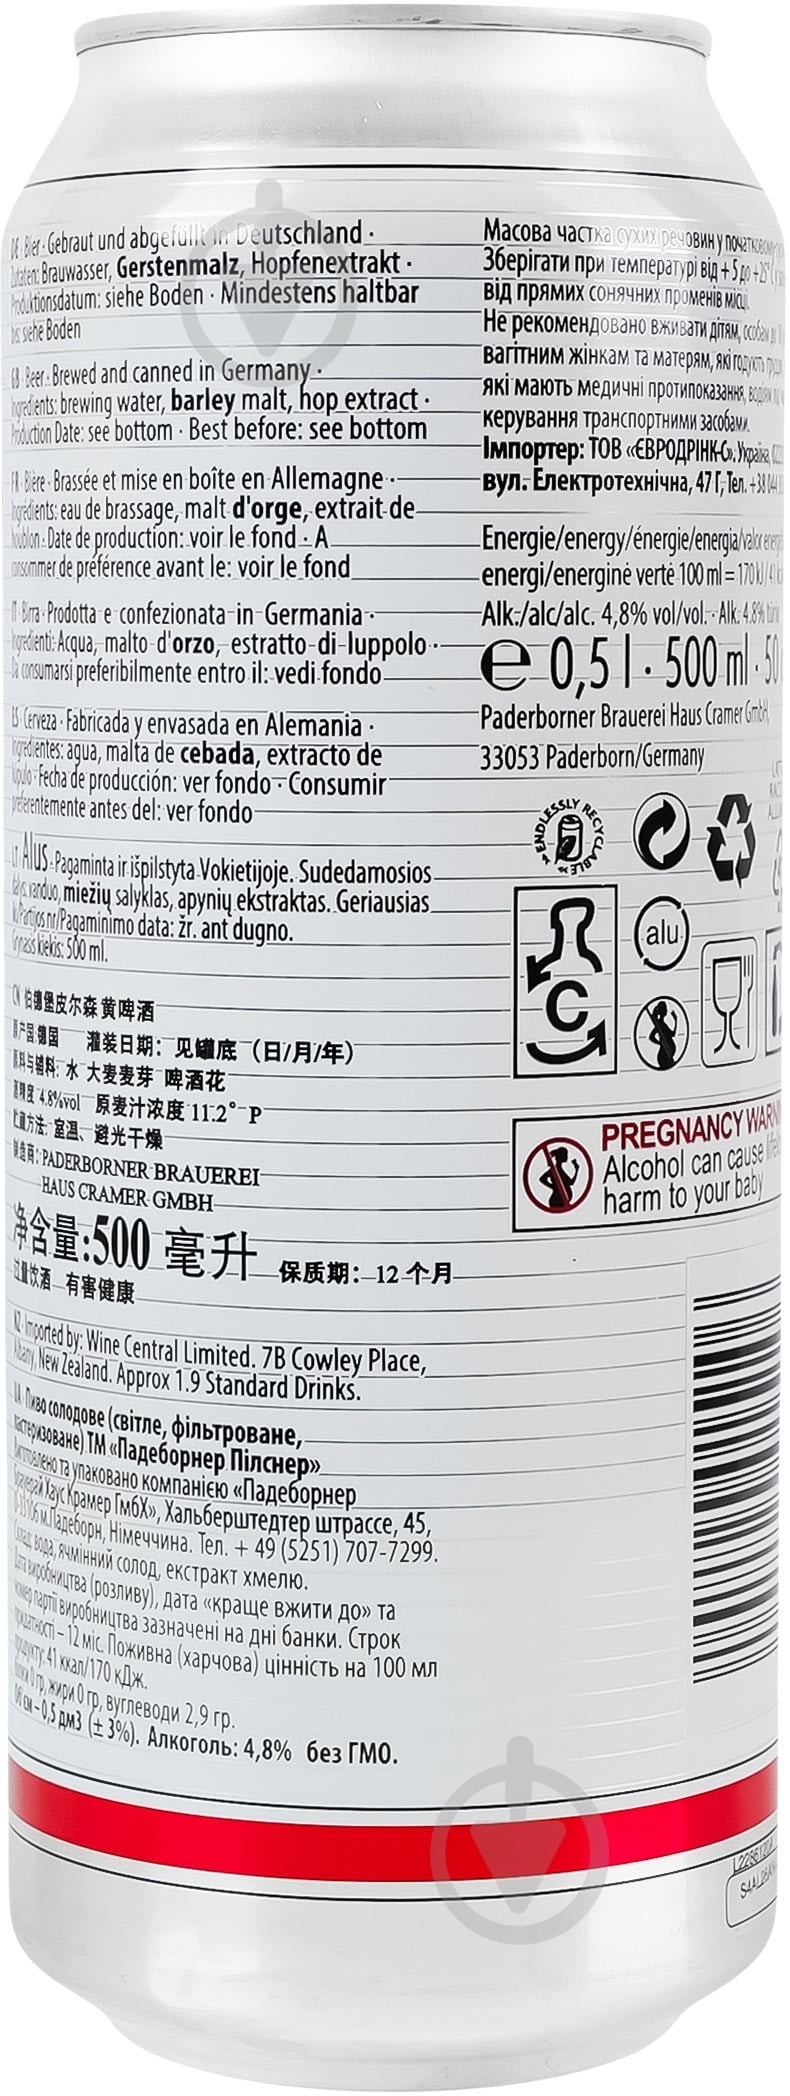 DE · Bier · Gebraut und abgefüllt in Deutschland ·
Zutaten: Brauwasser, Gerstenmalz, Hopfenextrakt ·
Produktionsdatum: siehe Boden · Mindestens haltbar
bis: siehe Boden
GB · Beer · Brewed and canned in Germany ·
Ingredients: brewing water, barley malt, hop extract ·
Production Date: see bottom · Best before: see bottom
FR · Bière · Brassée et mise en boîte en Allemagne ·
Ingrédients: eau de brassage, malt d'orge, extrait de
houblon · Date de production: voir le fond · A
consommer de préférence avant le: voir le fond
IT · Birra · Prodotta e confezionata in Germania ·
Ingredienti: Acqua, malto d'orzo, estratto di luppolo ·
Da consumarsi preferibilmente entro il: vedi fondo
ES · Cerveza · Fabricada y envasada en Alemania ·
Ingredientes: agua, malta de cebada, extracto de
lúpulo · Fecha de producción: ver fondo · Consumir
preferentemente antes del: ver fondo
LT · Alus · Pagaminta ir išpilstyta Vokietijoje. Sudedamosios
dalys: vanduo, miežių salyklas, apynių ekstraktas. Geriausias
iki/Partijos nr/Pagaminimo data: žr. ant dugno.
Grynasis kiekis: 500 ml.
CN 伯德堡皮尔森黄啤酒
原产国:德国 灌装日期：见罐底（日/月/年）
原料与辅料: 水 大麦麦芽 啤酒花
酒精度 4.8%vol 原麦汁浓度 11.2° P
贮藏方法: 室温、避光干燥
制造商: PADERBORNER BRAUEREI
HAUS CRAMER GMBH
净含量:500 毫升 保质期：12 个月
过量饮酒 有害健康
NZ · Imported by: Wine Central Limited. 7B Cowley Place,
Albany, New Zealand. Approx 1.9 Standard Drinks.
UA · Пиво солодове (світле, фільтроване,
пастеризоване) ТМ «Падеборнер Пілснер»
Виготовлено та упаковано компанією «Падеборнер
Брауерай Хаус Крамер ГмбХ», Хальберштедтер штрассе, 45,
D-33106 м.Падеборн, Німеччина. Тел. + 49 (5251) 707-7299.
Склад: вода, ячмінний солод, екстракт хмелю.
Дата виробництва (розливу), дата «краще вжити до» та
номер партії виробництва зазначені на дні банки. Строк
придатності – 12 міс. Поживна (харчова) цінність на 100 мл
продукту: 41 ккал/170 кДж.
Білки 0 гр, жири 0 гр, вуглеводи 2,9 гр.
Об'єм – 0,5 дм3 (± 3%). Алкоголь: 4,8% без ГМО.
Масова частка сухих речовин у початковому
Зберігати при температурі від + 5 до +25°
від прямих сонячних променів місці.
Не рекомендовано вживати дітям, особам до
вагітним жінкам та матерям, які годують
які мають медичні протипоказання, водіям
керування транспортними засобами.
Імпортер: ТОВ «ЄВРОДРІНК-С»: Україна,
вул. Електротехнічна, 47 Г, Тел. +38
Energie/energy/énergie/energia/valor
energi/energinė vertė 100 ml = 170 kJ / 41
Alk./alc/alc. 4,8% vol/vol. · Alk. 4.8%
e 0,5 l · 500 ml · 50
Paderborner Brauerei Haus Cramer GmbH,
33053 Paderborn/Germany
ENDLESSLY RECYCLABLE
alu
C
PREGNANCY WARNIN
Alcohol can cause
harm to your baby